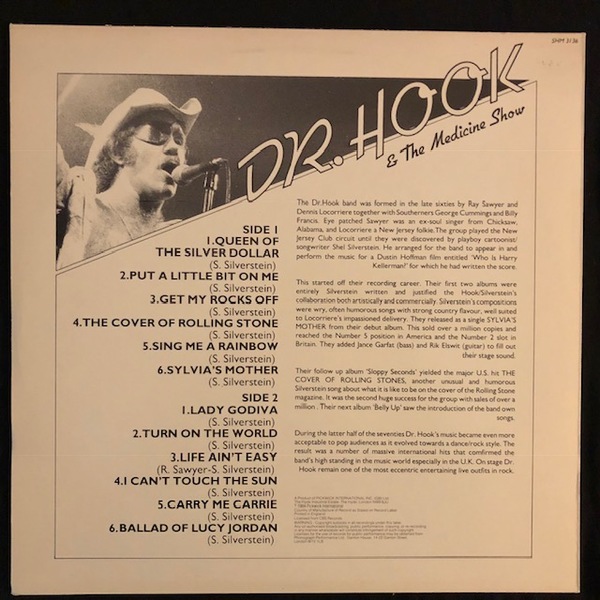 SHM 3136
DR. HOOK
& The Medicine Show
SIDE 1
1.QUEEN OF
THE SILVER DOLLAR
(S. Silverstein)
2.PUT A LITTLE BIT ON ME
(S. Silverstein)
3.GET MY ROCKS OFF
(S. Silverstein)
4.THE COVER OF ROLLING STONE
(S. Silverstein)
5.SING ME A RAINBOW
(S. Silverstein)
6.SYLVIA'S MOTHER
(S. Silverstein)
SIDE 2
1.LADY GODIVA
(S. Silverstein)
2.TURN ON THE WORLD
(S. Silverstein)
3.LIFE AIN'T EASY
(R. Sawyer-S. Silverstein)
4.I CAN'T TOUCH THE SUN
(S. Silverstein)
5.CARRY ME CARRIE
(S. Silverstein)
6.BALLAD OF LUCY JORDAN
(S. Silverstein)
The Dr.Hook band was formed in the late sixties by Ray Sawyer and
Dennis Locorriere together with Southerners George Cummings and Billy
Francis. Eye patched Sawyer was an ex-soul singer from Chicksaw,
Alabama, and Locorriere a New Jersey folkie.The group played the New
Jersey Club circuit until they were discovered by playboy cartoonist/
songwriter Shel Silverstein. He arranged for the band to appear in and
perform the music for a Dustin Hoffman film entitled 'Who is Harry
Kellerman?' for which he had written the score.
This started off their recording career. Their first two albums were
entirely Silverstein written and justified the Hook/Silverstein's
collaboration both artistically and commercially. Silverstein's compositions
were wry, often humorous songs with strong country flavour, well suited
to Locorriere's impassioned delivery. They released as a single SYLVIA'S
MOTHER from their debut album. This sold over a million copies and
reached the Number 5 position in America and the Number 2 slot in
Britain. They added Jance Garfat (bass) and Rik Elswit (guitar) to fill out
their stage sound.
Their follow up album 'Sloppy Seconds' yielded the major U.S. hit THE
COVER OF ROLLING STONES, another unusual and humorous
Silverstein song about what it is like to be on the cover of the Rolling Stone
magazine. It was the second huge success for the group with sales of over a
million . Their next album 'Belly Up' saw the introduction of the band own
songs.
During the latter half of the seventies Dr. Hook's music became even more
acceptable to pop audiences as it evolved towards a dance/rock style. The
result was a number of massive international hits that confirmed the
band's high standing in the music world especially in the U.K. On stage Dr.
Hook remain one of the most eccentric entertaining live outfits in rock.